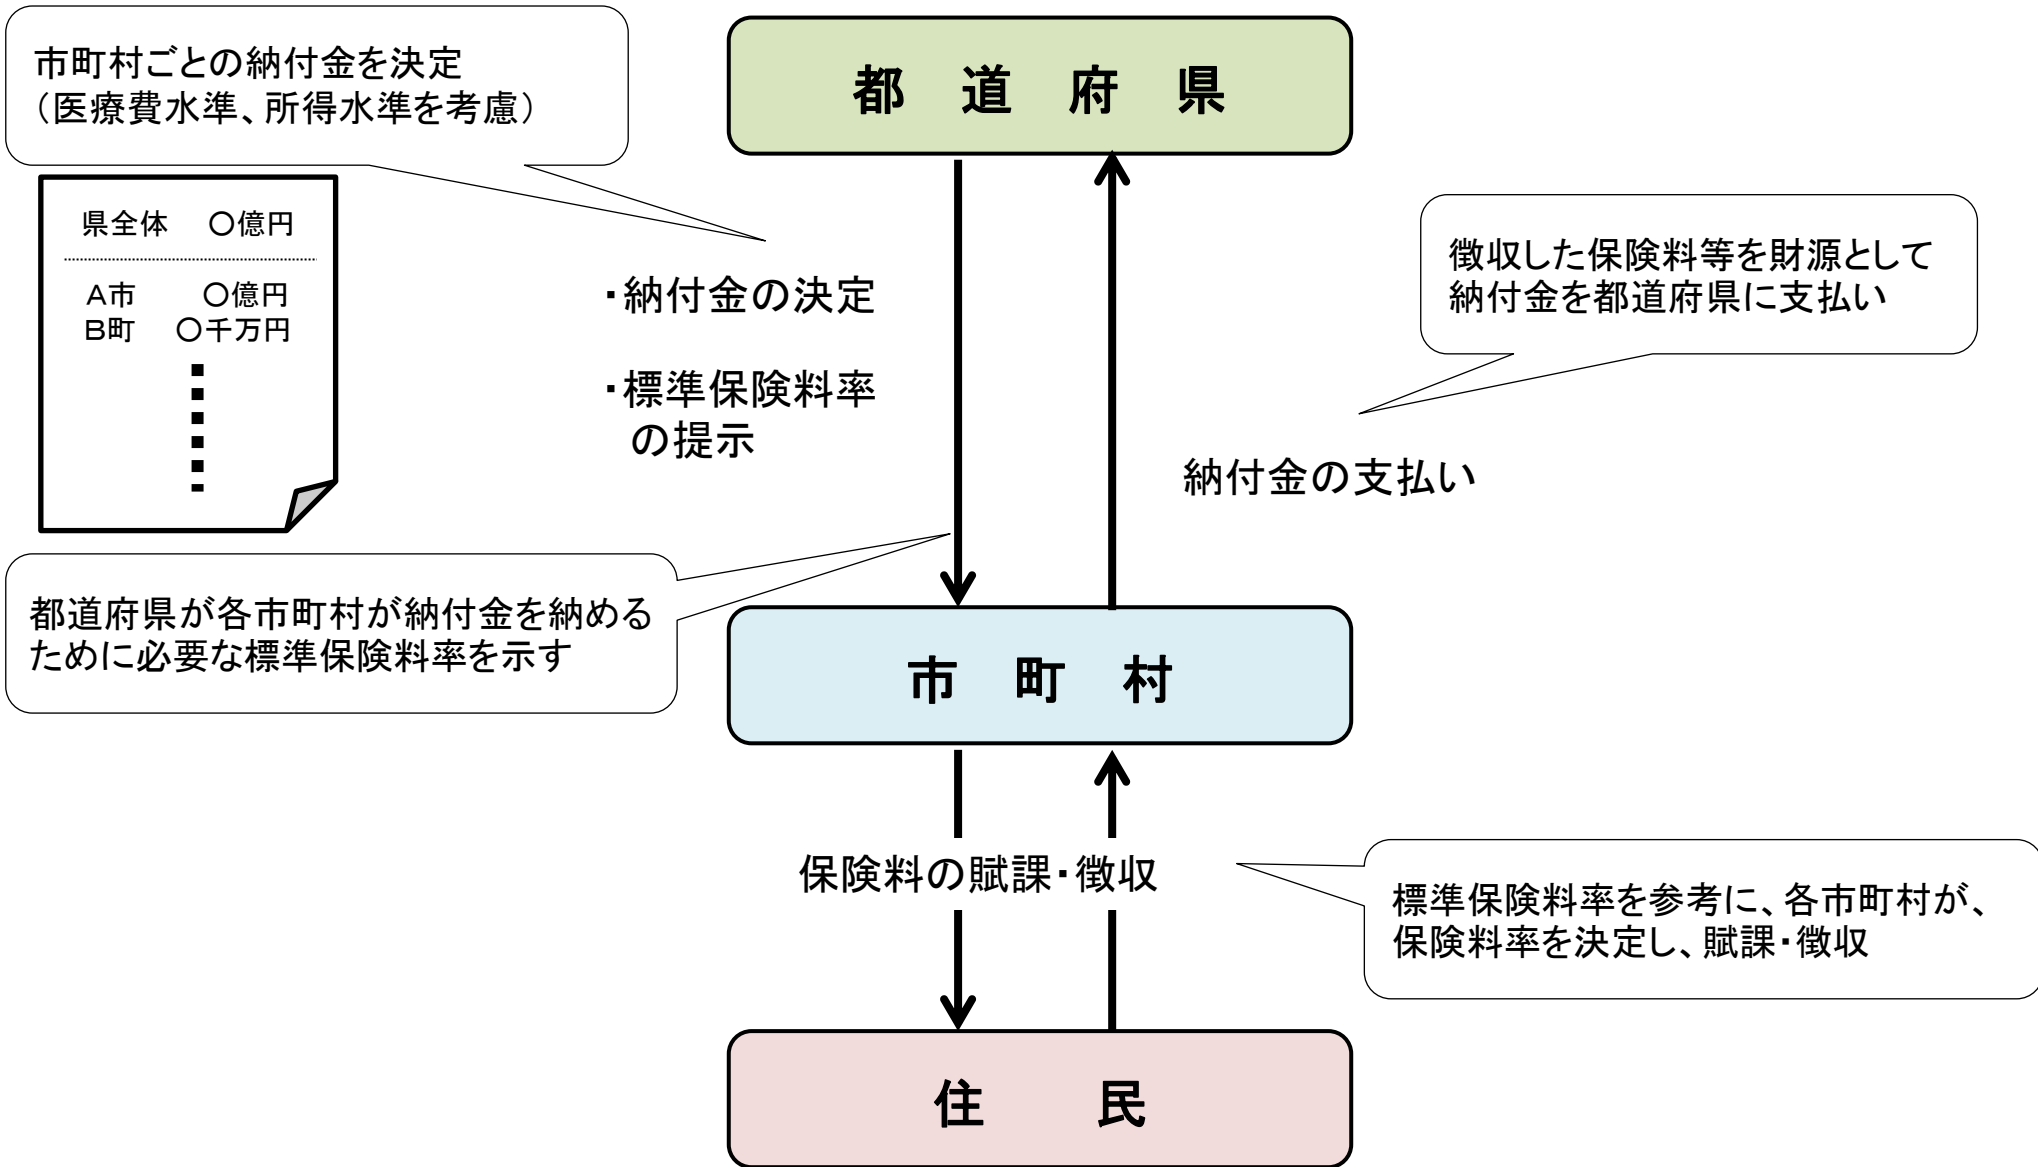 市町村ごとの納付金を決定
（医療費水準、所得水準を考慮）
都　道　府　県
県全体　〇億円
A市　〇億円
B町　〇千万円
・納付金の決定
・標準保険料率
の提示
徴収した保険料等を財源として
納付金を都道府県に支払い
納付金の支払い
都道府県が各市町村が納付金を納める
ために必要な標準保険料率を示す
市　町　村
保険料の賦課・徴収
標準保険料率を参考に、各市町村が、
保険料率を決定し、賦課・徴収
住　民